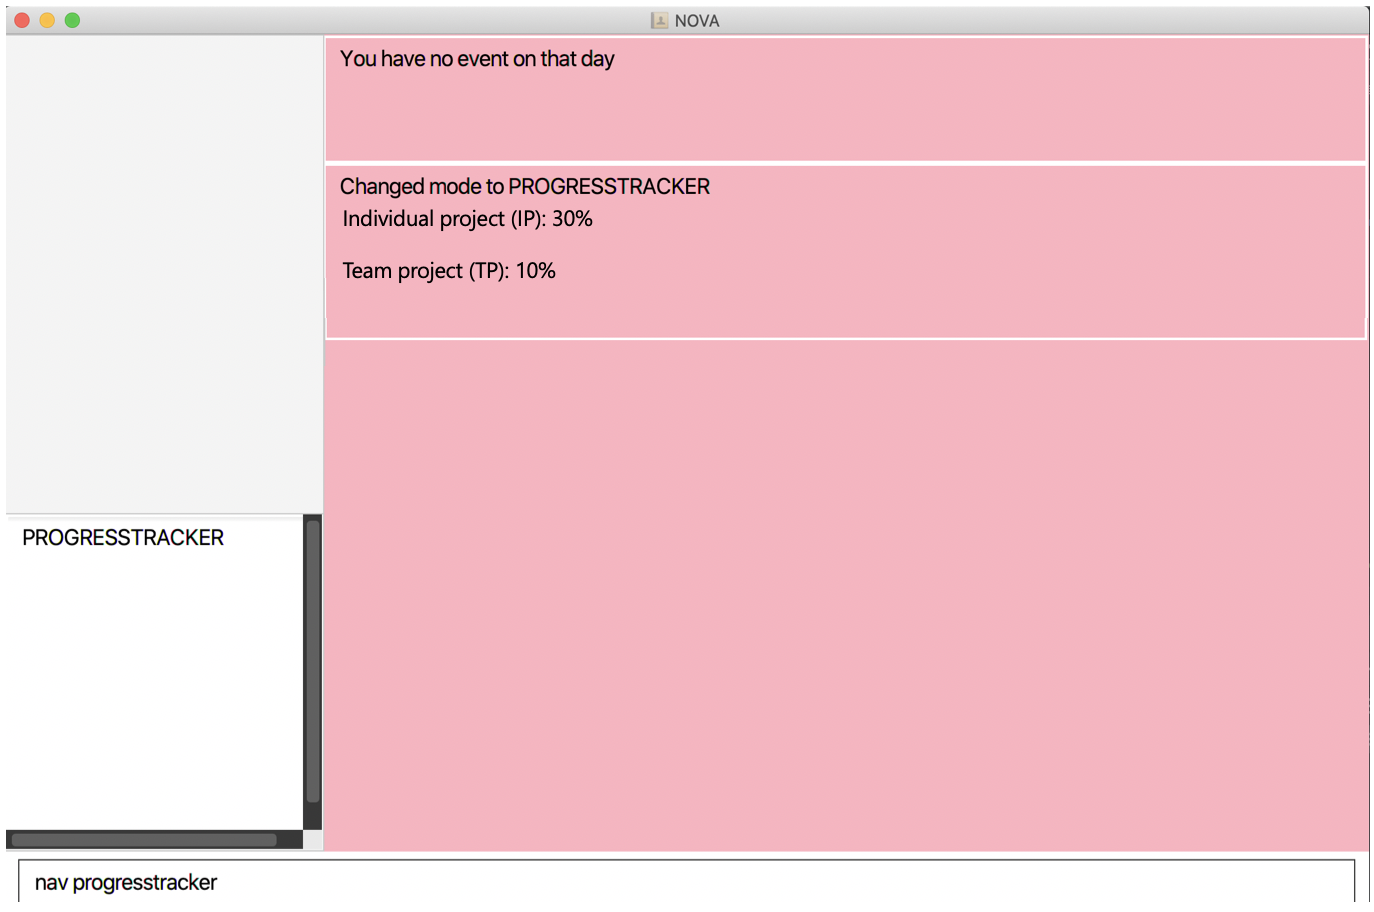 NOVA
You have no event on that day
Changed mode to PROGRESSTRACKER
Individual project (IP): 30%
Team project (TP): 10%
PROGRESSTRACKER
nav progresstracker